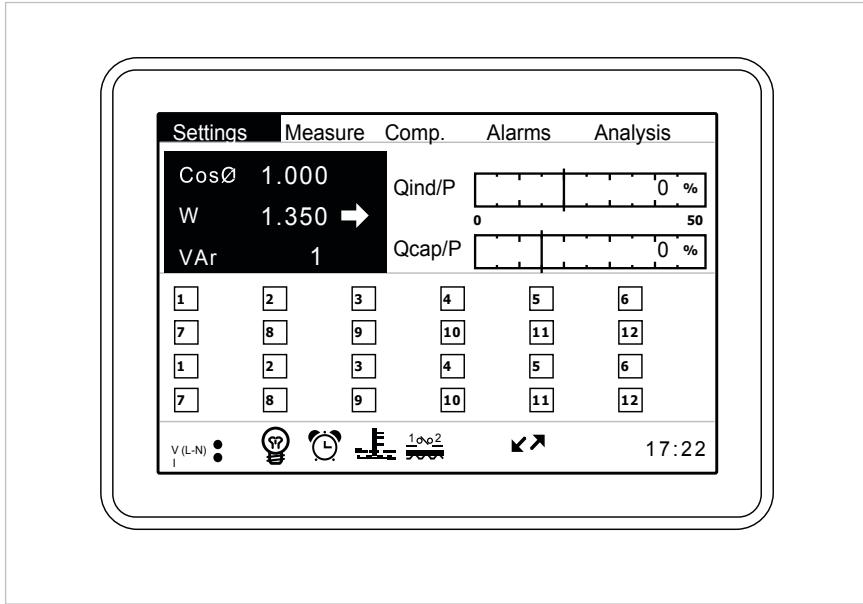 Settings Measure Comp. Alarms Analysis
CosØ 1.000
W 1.350
VAr 1
Qind/P 0 %
0 50
Qcap/P 0 %
1 2 3 4 5 6
7 8 9 10 11 12
1 2 3 4 5 6
7 8 9 10 11 12
V (L-N)
I
1 2
17:22